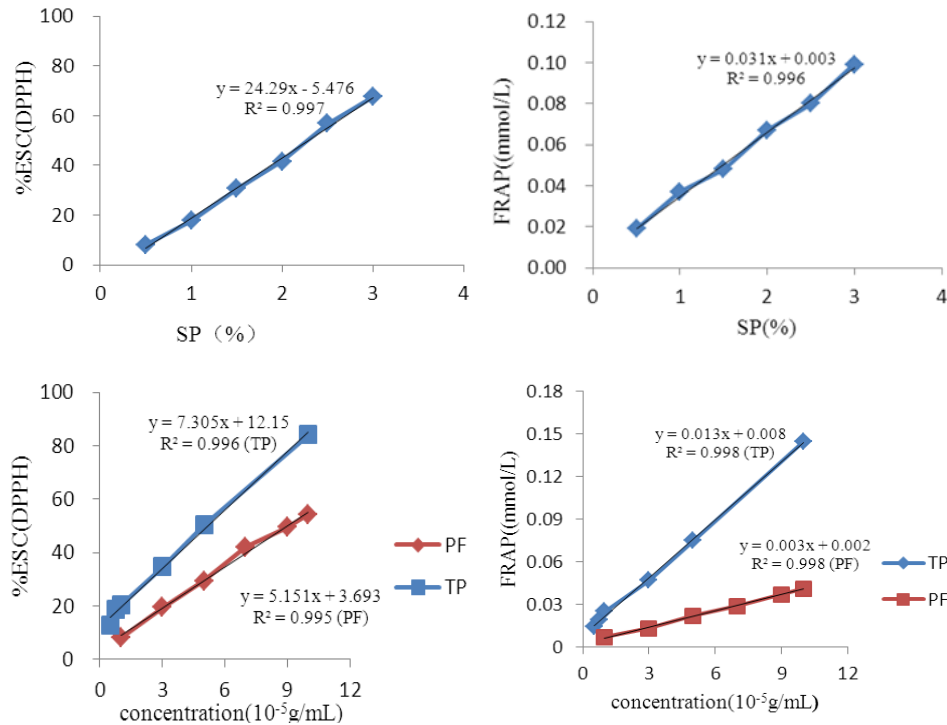 %ESC(DPPH)
80
60
40
20
0
y = 24.29x - 5.476
R² = 0.997
0 1 2 3 4
SP（%）
FRAP((mmol/L)
0.12
0.10
0.08
0.06
0.04
0.02
0.00
y = 0.031x + 0.003
R² = 0.996
0 1 2 3 4
SP(%)
%ESC(DPPH)
100
80
60
40
20
0
y = 7.305x + 12.15
R² = 0.996 (TP)
y = 5.151x + 3.693
R² = 0.995 (PF)
PF
TP
0 3 6 9 12
concentration(10⁻⁵g/mL)
FRAP((mmol/L)
0.18
0.15
0.12
0.09
0.06
0.03
0.00
y = 0.013x + 0.008
R² = 0.998 (TP)
y = 0.003x + 0.002
R² = 0.998 (PF)
TP
PF
0 3 6 9 12
concentration(10⁻⁵g/mL)